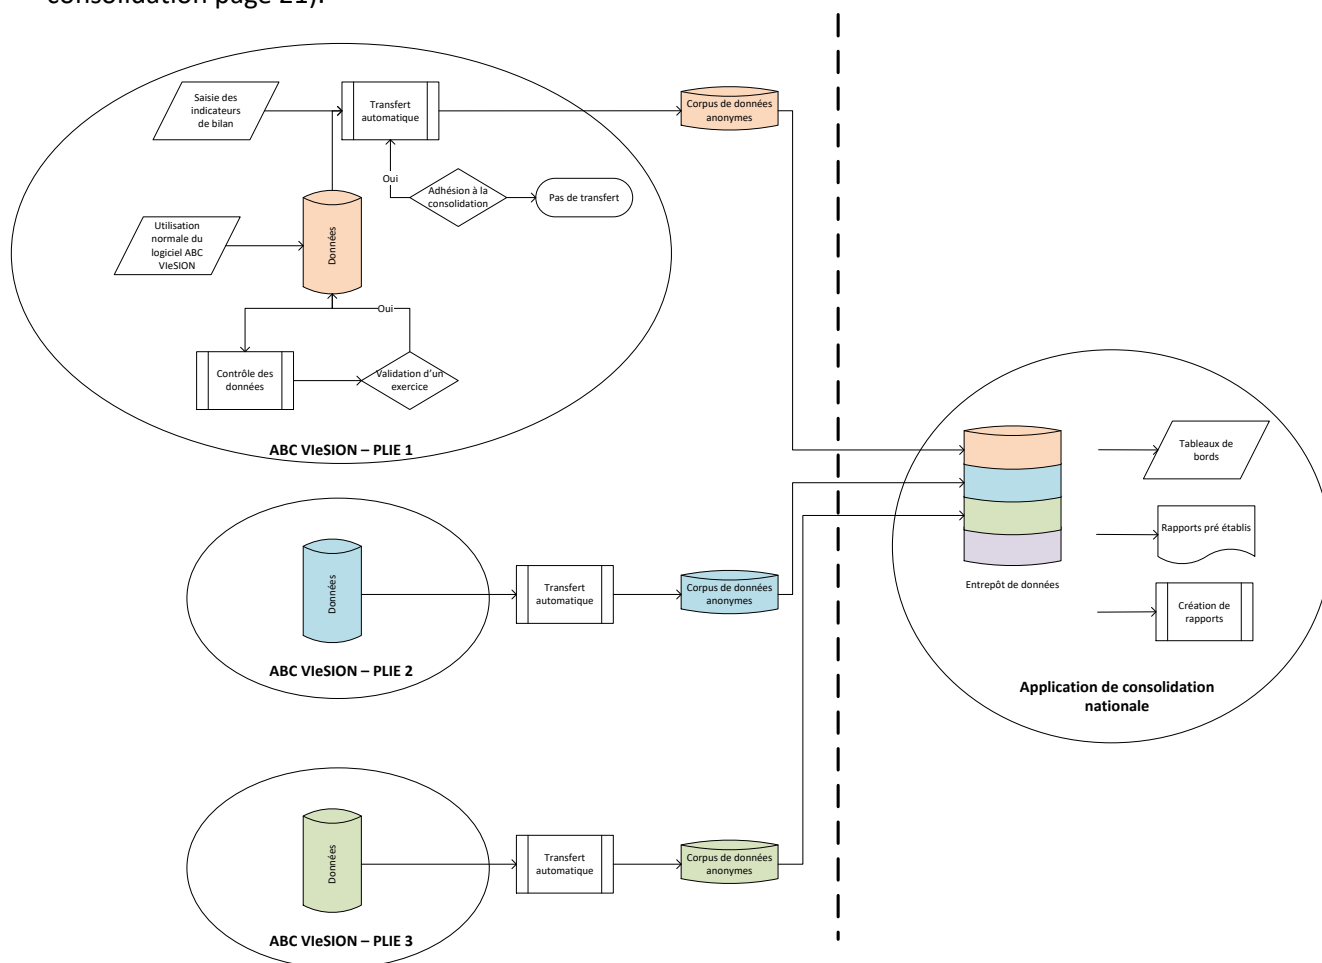 consolidation page 21).
Saisie des
indicateurs
de bilan
Transfert
automatique
Corpus de données
anonymes
Oui
Adhésion à la
consolidation
Pas de transfert
Utilisation
normale du
logiciel ABC
VIeSION
Données
Oui
Contrôle des
données
Validation d'un
exercice
ABC VIeSION – PLIE 1
Tableaux de
bords
Rapports pré établis
Entrepôt de données
Création de
rapports
Application de consolidation
nationale
Données
Transfert
automatique
Corpus de données
anonymes
ABC VIeSION – PLIE 2
Données
Transfert
automatique
Corpus de données
anonymes
ABC VIeSION – PLIE 3